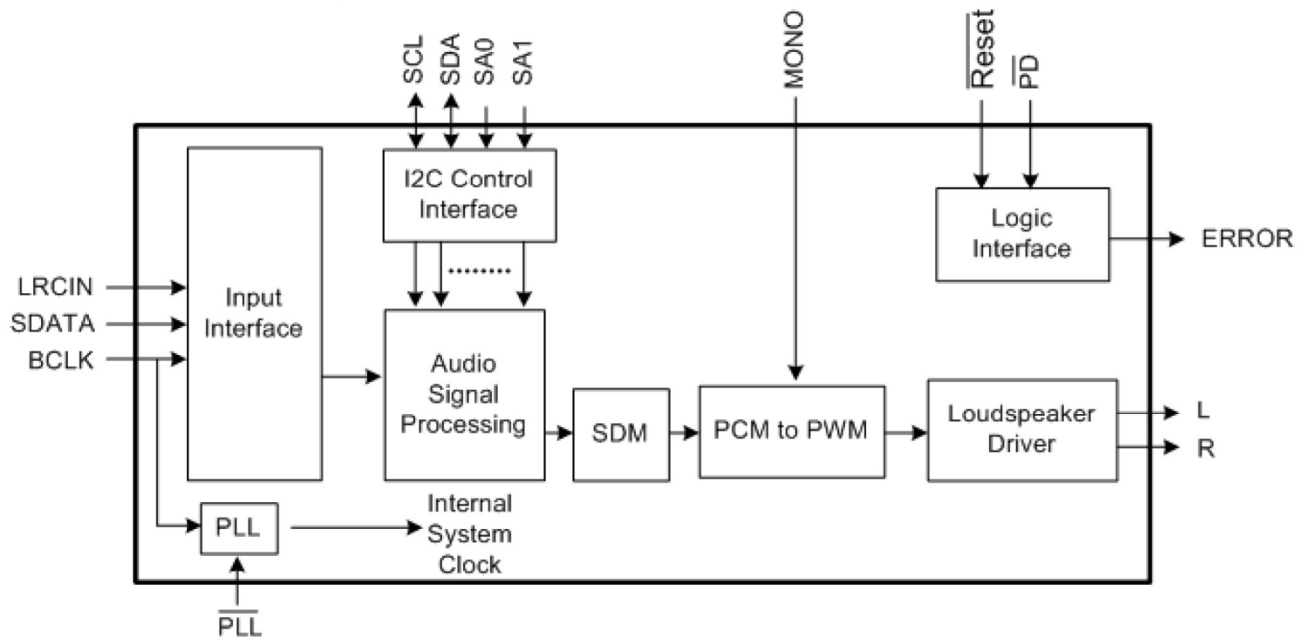 SCL
SDA
SA0
SA1
MONO
Reset
PD
I2C Control
Interface
Logic
Interface
ERROR
LRCIN
SDATA
BCLK
Input
Interface
Audio
Signal
Processing
SDM
PCM to PWM
Loudspeaker
Driver
L
R
PLL
Internal
System
Clock
PLL